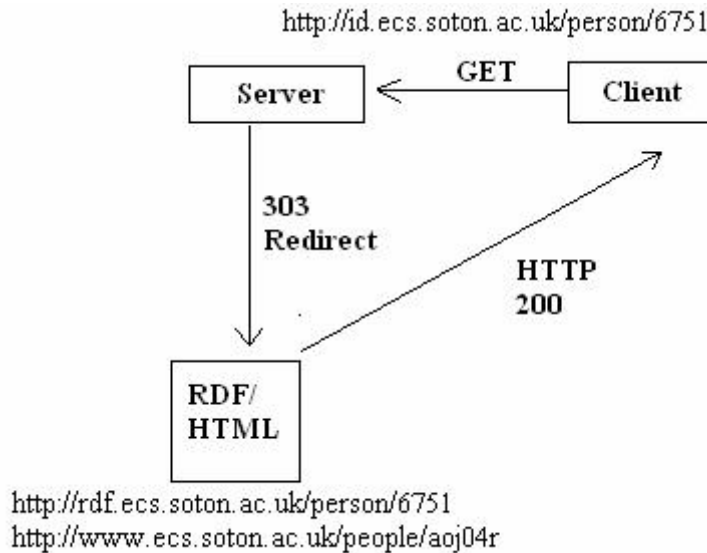 http://id.ecs.soton.ac.uk/person/6751
GET
Server
Client
303
Redirect
HTTP
200
RDF/
HTML
http://rdf.ecs.soton.ac.uk/person/6751
http://www.ecs.soton.ac.uk/people/aoj04r